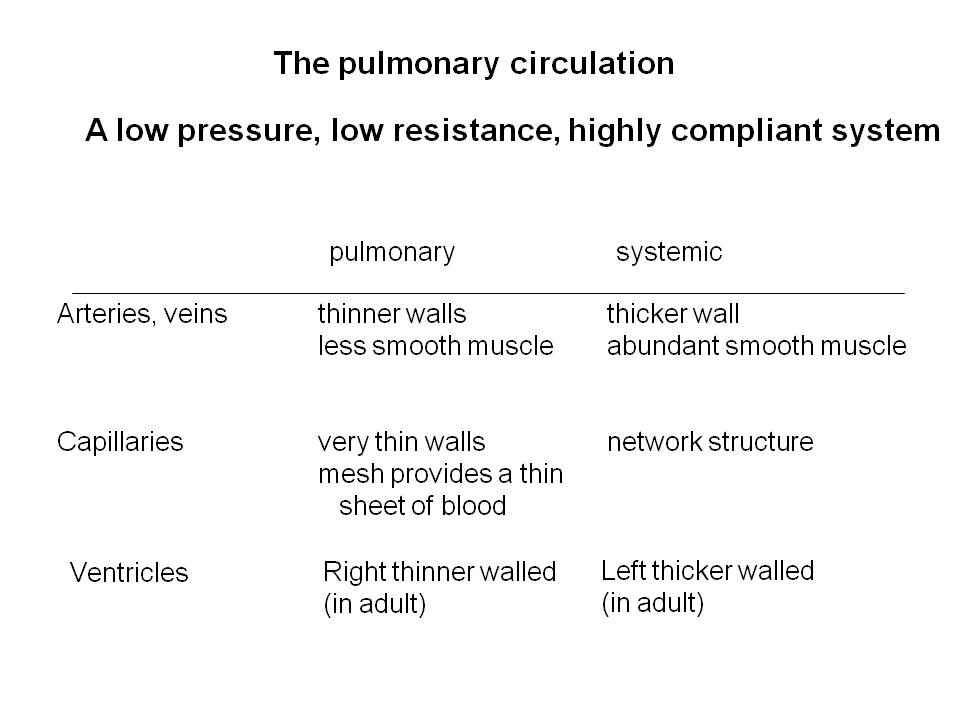 The pulmonary circulation
A low pressure, low resistance, highly compliant system
pulmonary systemic
Arteries, veins thinner walls thicker wall
less smooth muscle abundant smooth muscle
Capillaries very thin walls network structure
mesh provides a thin
sheet of blood
Ventricles Right thinner walled Left thicker walled
(in adult) (in adult)